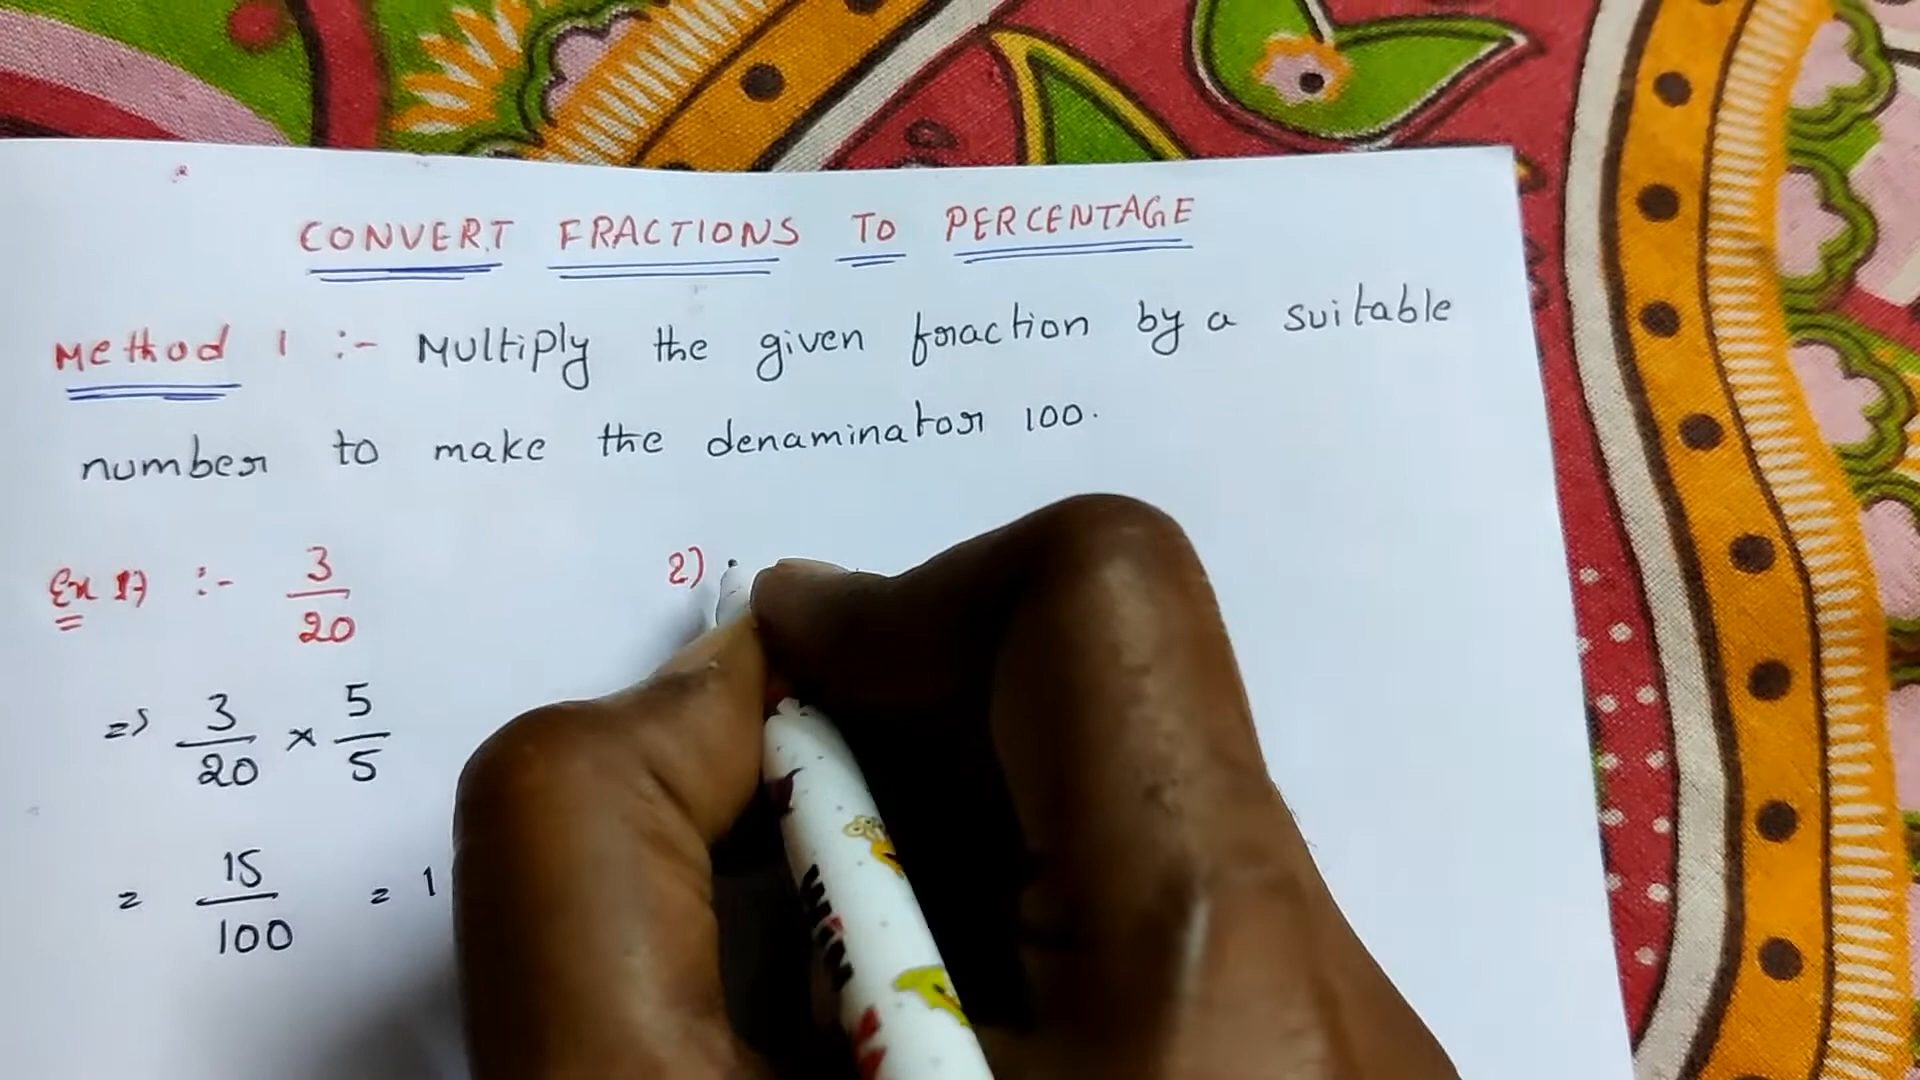 CONVERT FRACTIONS TO PERCENTAGE
Method 1 :- Multiply the given fraction by a suitable
number to make the denaminator 100.
Ex 1) :- 3/20
2)
=> 3/20 × 5/5
= 15/100 = 1